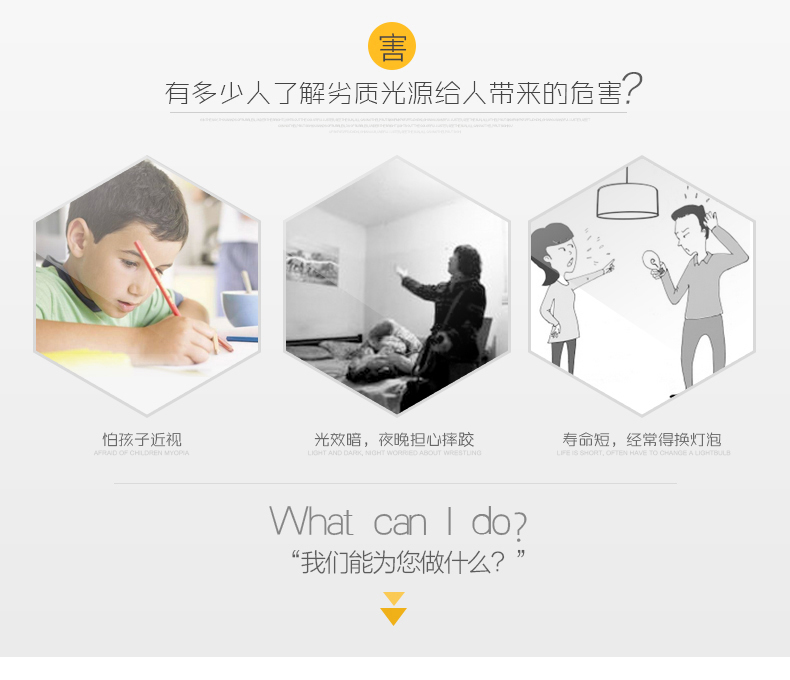 害
有多少人了解劣质光源给人带来的危害?
怕孩子近视
AFRAID OF CHILDREN MYOPIA
光效暗，夜晚担心摔跤
LIGHT AND DARK, NIGHT WORRIED ABOUT WRESTLING
寿命短，经常得换灯泡
LIFE IS SHORT, OFTEN HAVE TO CHANGE A LIGHTBULB
What can I do?
“我们能为您做什么？”